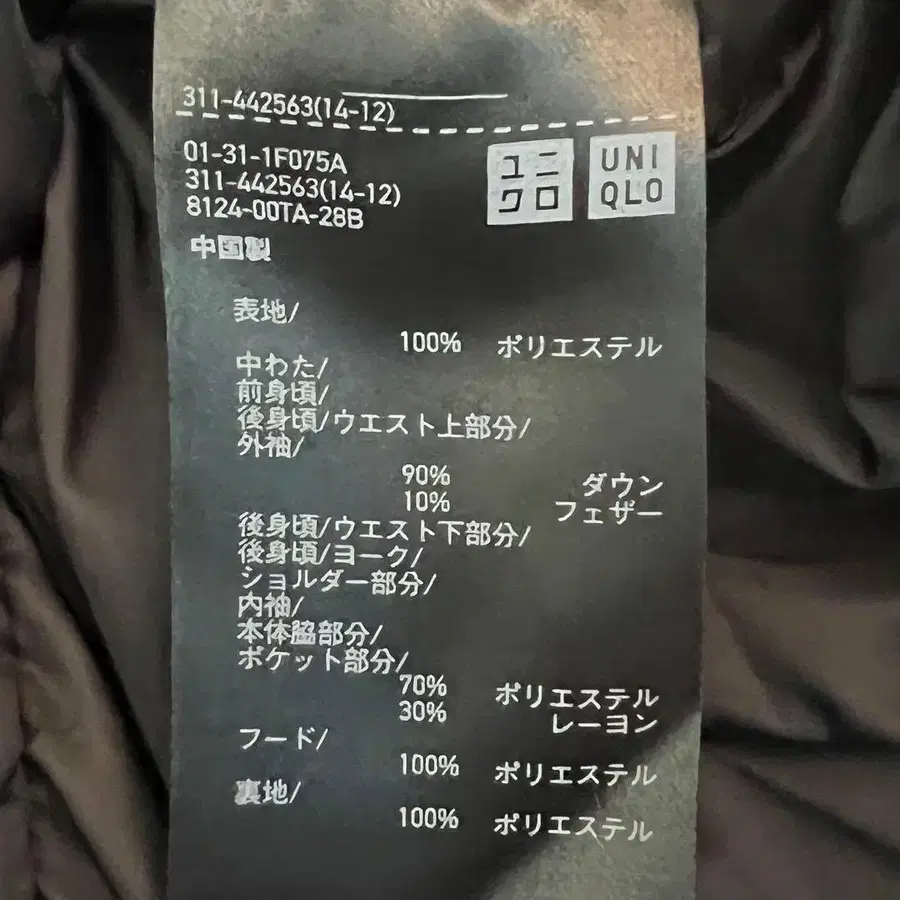 311-442563(14-12)
01-31-1F075A
311-442563(14-12)
8124-00TA-28B
ユニクロ
UNIQLO
中国製
表地/
100% ポリエステル
中わた/
前身頃/
後身頃/ウエスト上部分/
外袖/
90% ダウン
10% フェザー
後身頃/ウエスト下部分/
後身頃/ヨーク/
ショルダー部分/
内袖/
本体脇部分/
ポケット部分/
70% ポリエステル
30% レーヨン
フード/
100% ポリエステル
裏地/
100% ポリエステル